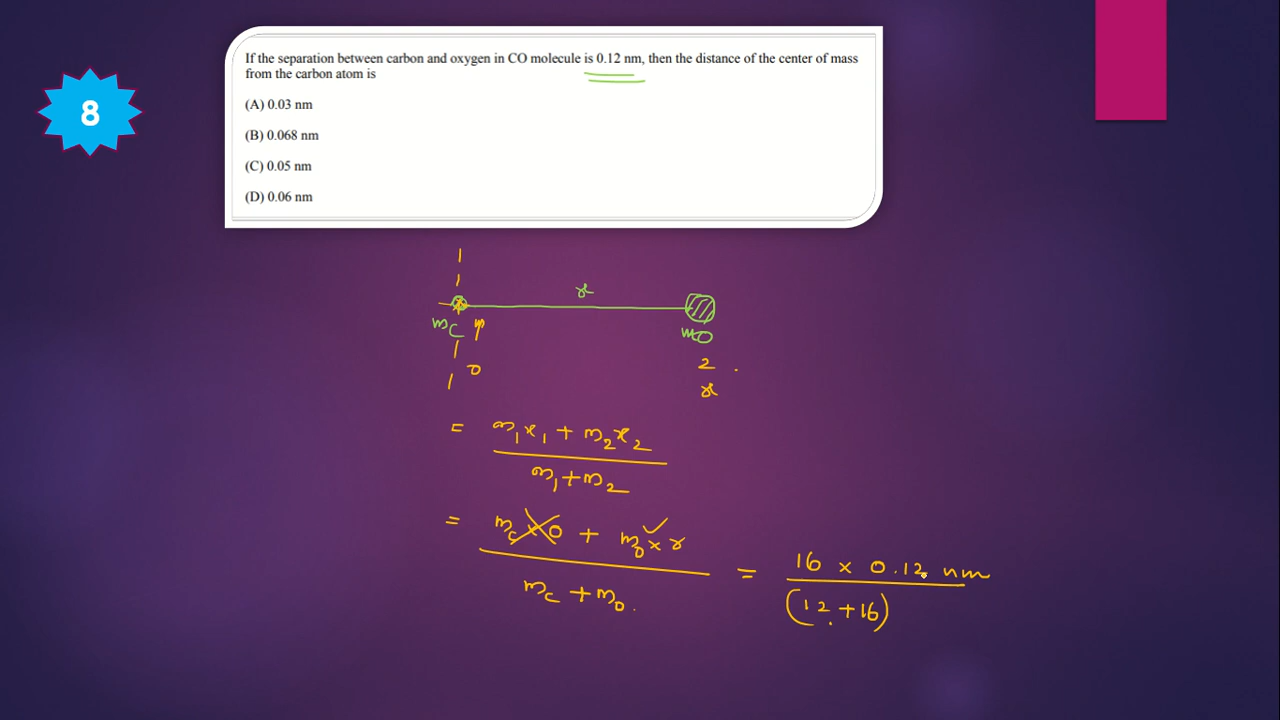 8
If the separation between carbon and oxygen in CO molecule is 0.12 nm, then the distance of the center of mass
from the carbon atom is
(A) 0.03 nm
(B) 0.068 nm
(C) 0.05 nm
(D) 0.06 nm
r
mC 1 mO
0 2
r
= m₁x₁ + m₂x₂
m₁ + m₂
= mc × 0 + mo × r = 16 × 0.12 nm
mc + mo (12 + 16)